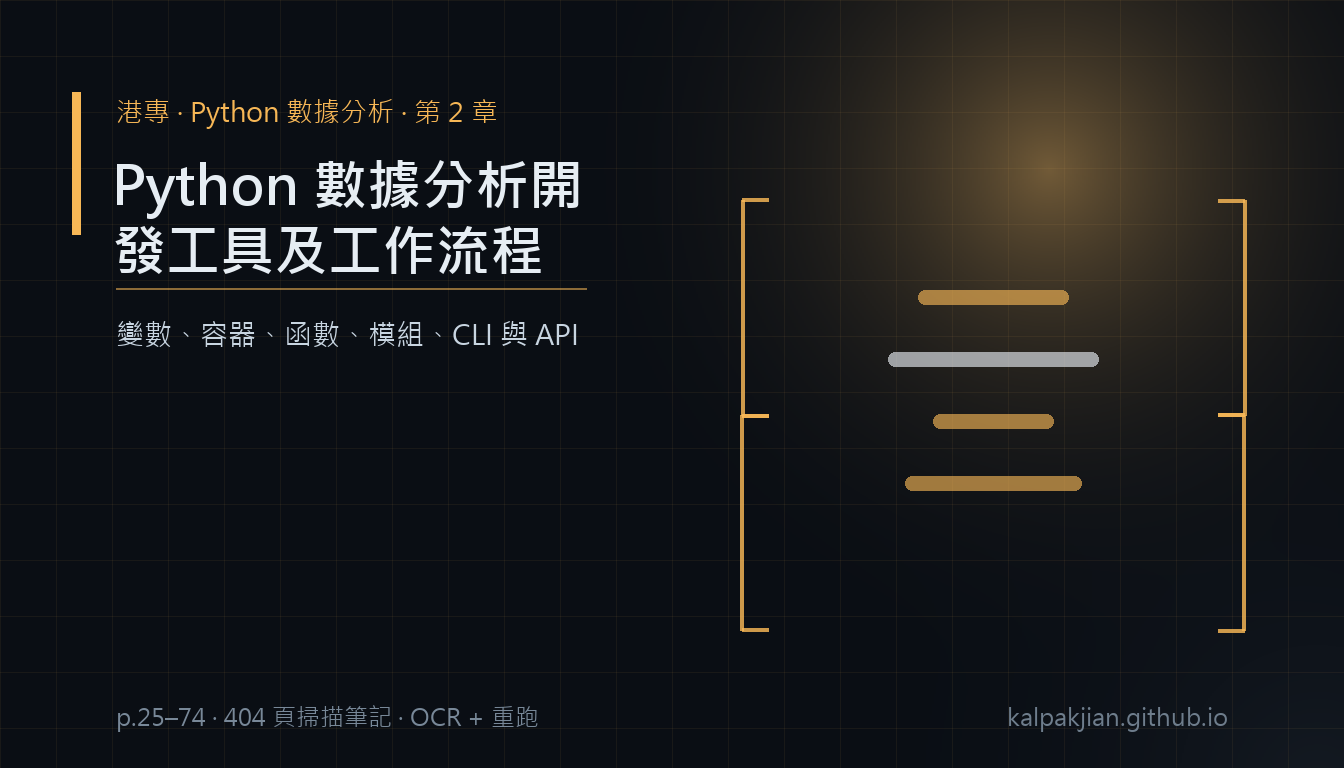 港專 · Python 數據分析 · 第 2 章
Python 數據分析開
發工具及工作流程
變數、容器、函數、模組、CLI 與 API
p.25–74 · 404 頁掃描筆記 · OCR + 重跑
kalpakjian.github.io